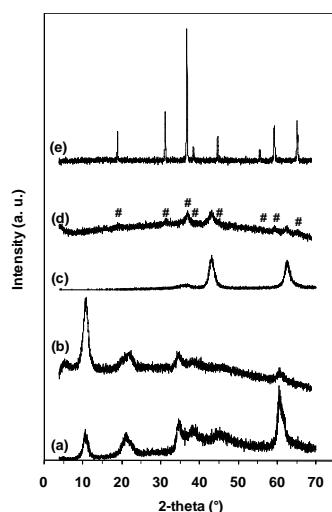 (e)
# # # # # # # #
(d)
(c)
(b)
(a)
Intensity (a. u.)
0 10 20 30 40 50 60 70
2-theta (°)